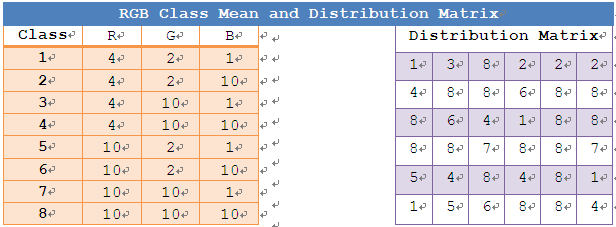 RGB Class Mean and Distribution Matrix
Class R G B
1 4 2 1
2 4 2 10
3 4 10 1
4 4 10 10
5 10 2 1
6 10 2 10
7 10 10 1
8 10 10 10
Distribution Matrix
1 3 8 2 2 2
4 8 8 6 8 8
8 6 4 1 8 8
8 8 7 8 8 7
5 4 8 4 8 1
1 5 6 8 8 4